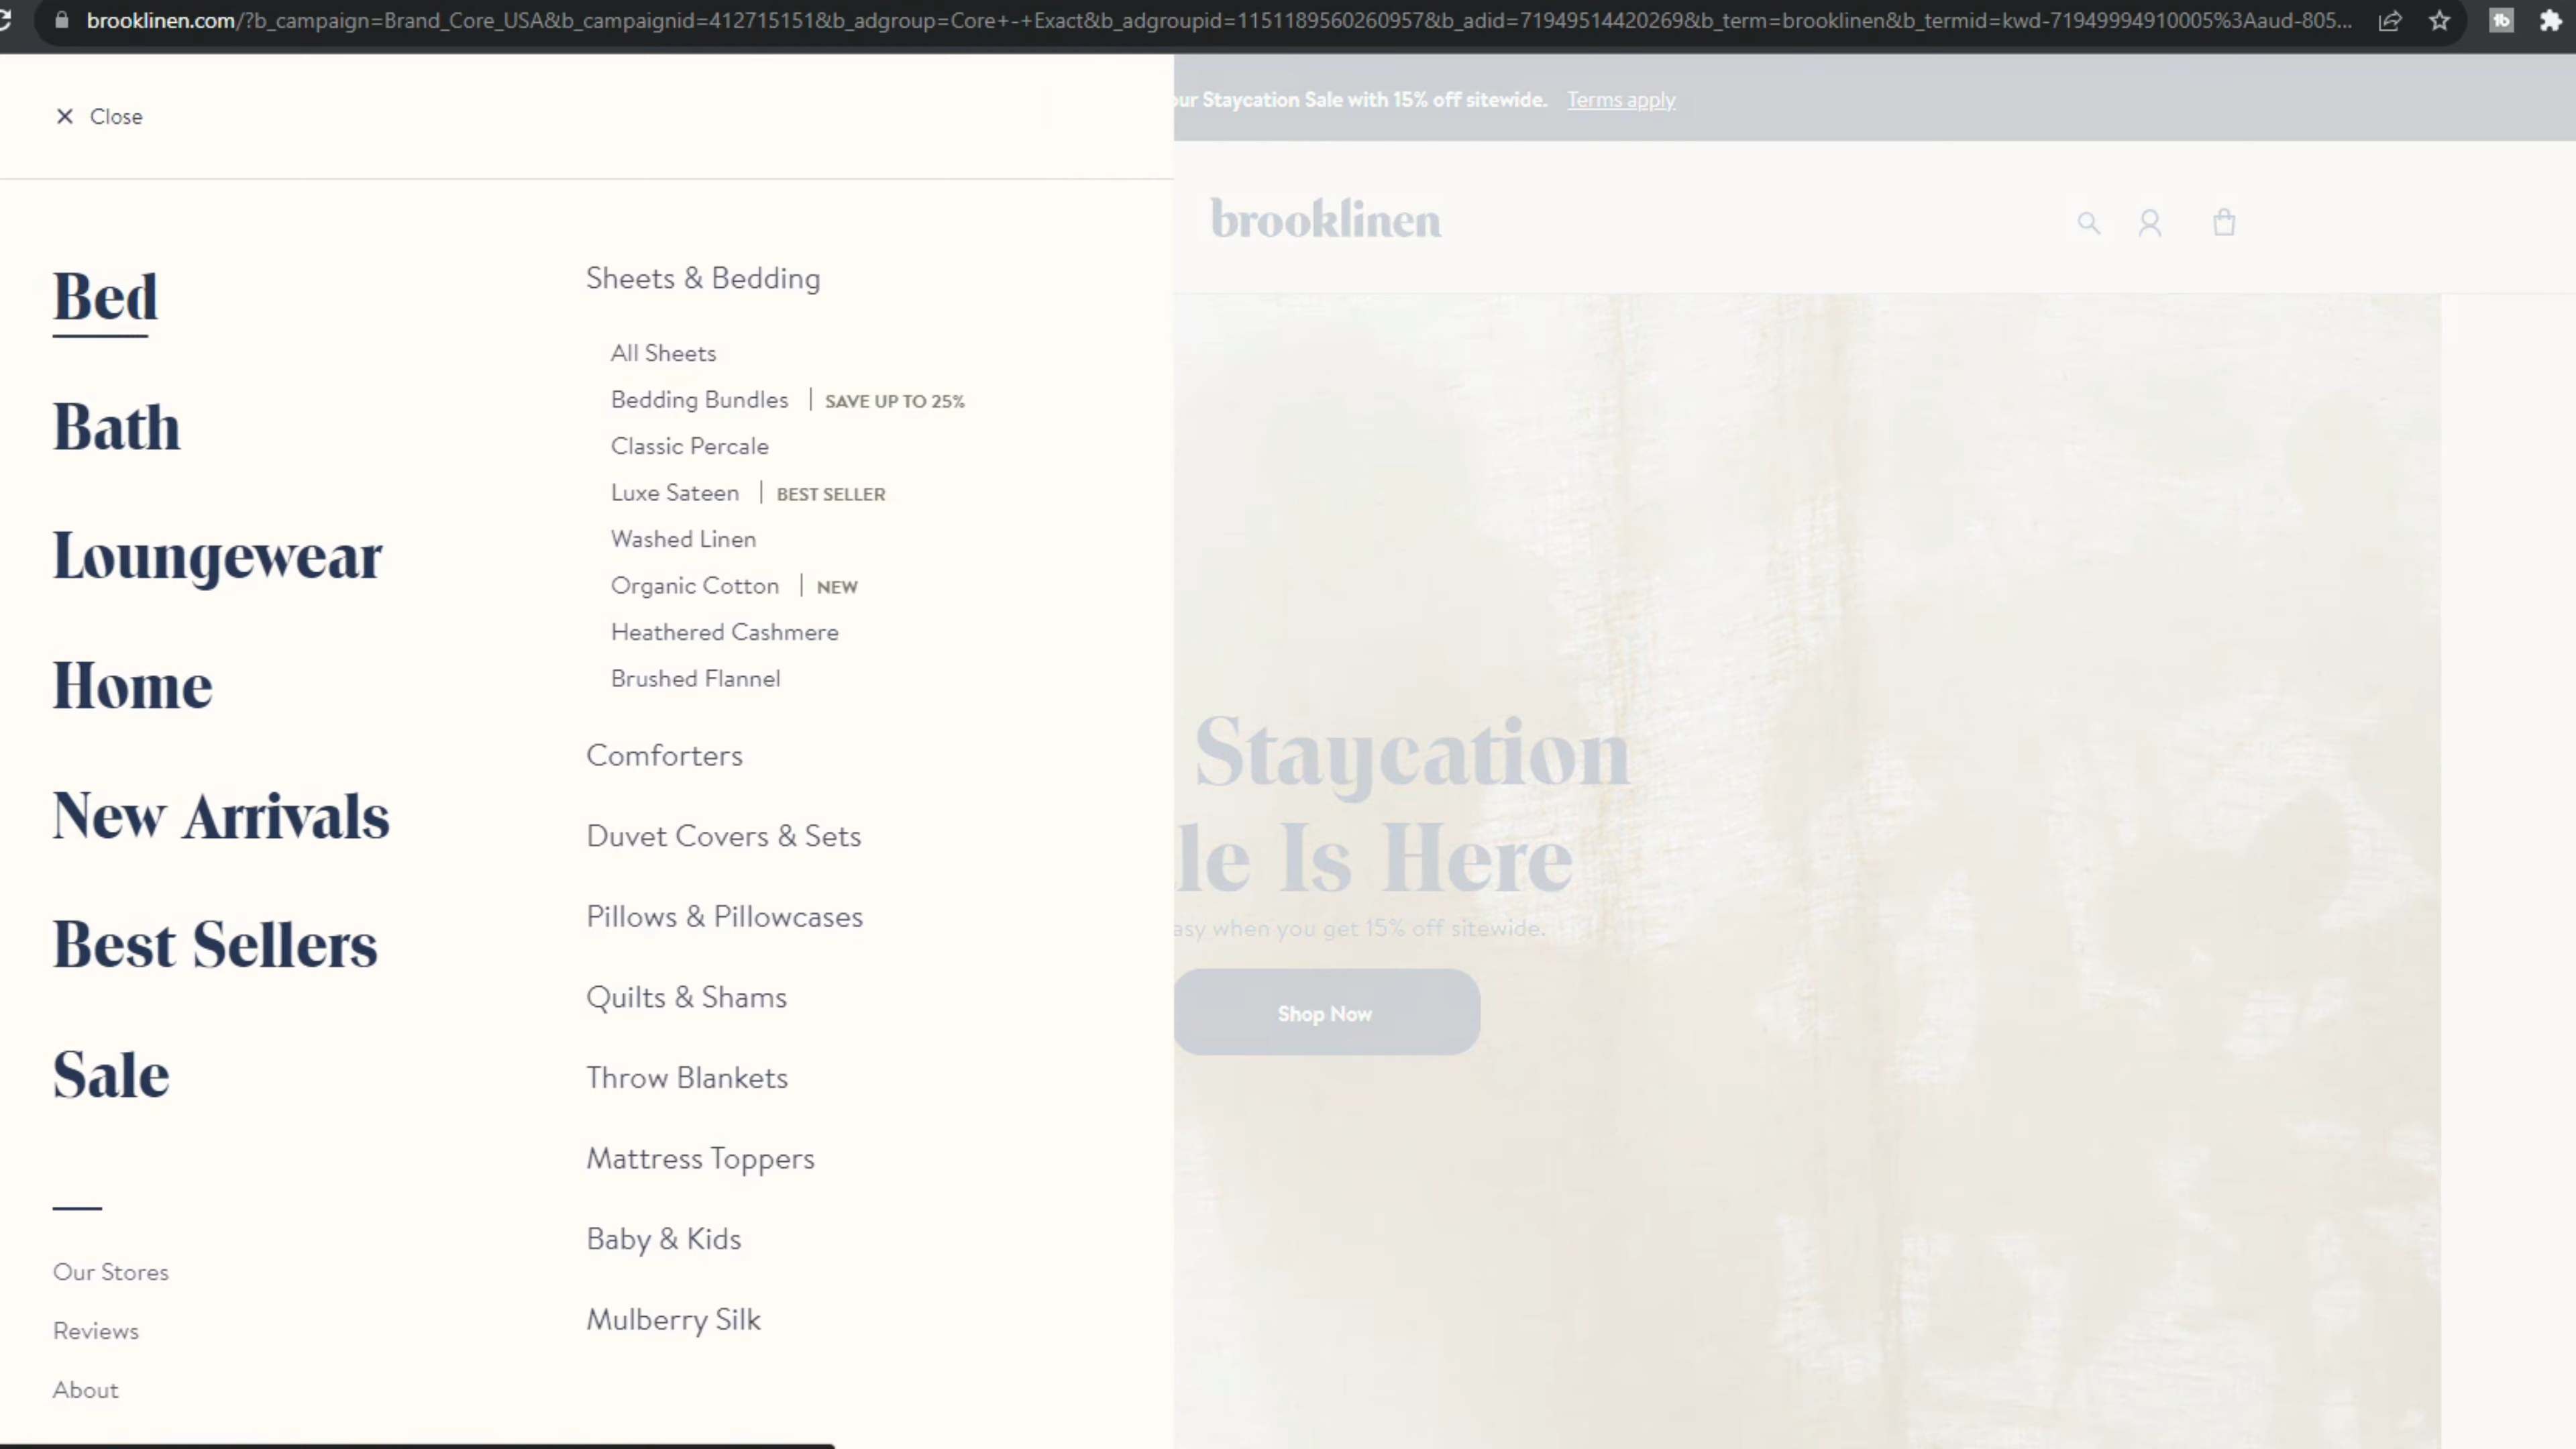 brooklinen.com/?b_campaign=Brand_Core_USA&b_campaignid=412715151&b_adgroup=Core+-+Exact&b_adgroupid=1151189560260957&b_adid=71949514420269&b_term=brooklinen&b_termid=kwd-71949994910005%3Aaud-805...
Close
Bed
Bath
Loungewear
Home
New Arrivals
Best Sellers
Sale
Our Stores
Reviews
About
Sheets & Bedding
All Sheets
Bedding Bundles | SAVE UP TO 25%
Classic Percale
Luxe Sateen | BEST SELLER
Washed Linen
Organic Cotton | NEW
Heathered Cashmere
Brushed Flannel
Comforters
Duvet Covers & Sets
Pillows & Pillowcases
Quilts & Shams
Throw Blankets
Mattress Toppers
Baby & Kids
Mulberry Silk
Staycation Sale with 15% off sitewide. Terms apply
brooklinen
Staycation
Is Here
when you get 15% off sitewide.
Shop Now